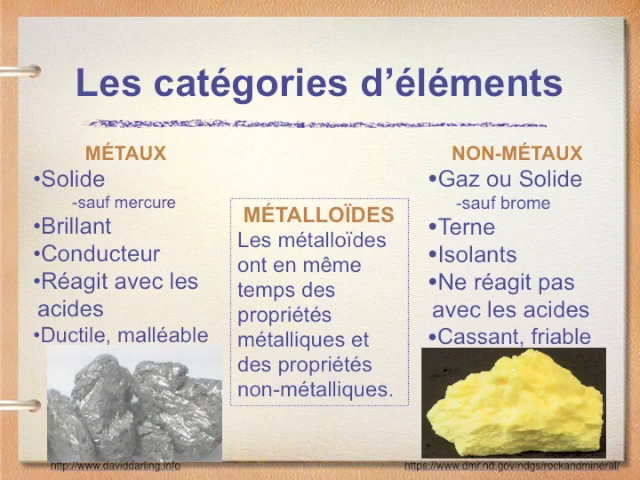 Les catégories d'éléments
MÉTAUX
•Solide
-sauf mercure
•Brillant
•Conducteur
•Réagit avec les
acides
•Ductile, malléable
http://www.daviddarling.info
MÉTALLOÏDES
Les métalloïdes
ont en même
temps des
propriétés
métalliques et
des propriétés
non-métalliques.
NON-MÉTAUX
•Gaz ou Solide
-sauf brome
•Terne
•Isolants
•Ne réagit pas
avec les acides
•Cassant, friable
https://www.dmr.nd.gov/ndgs/rockandmineral/